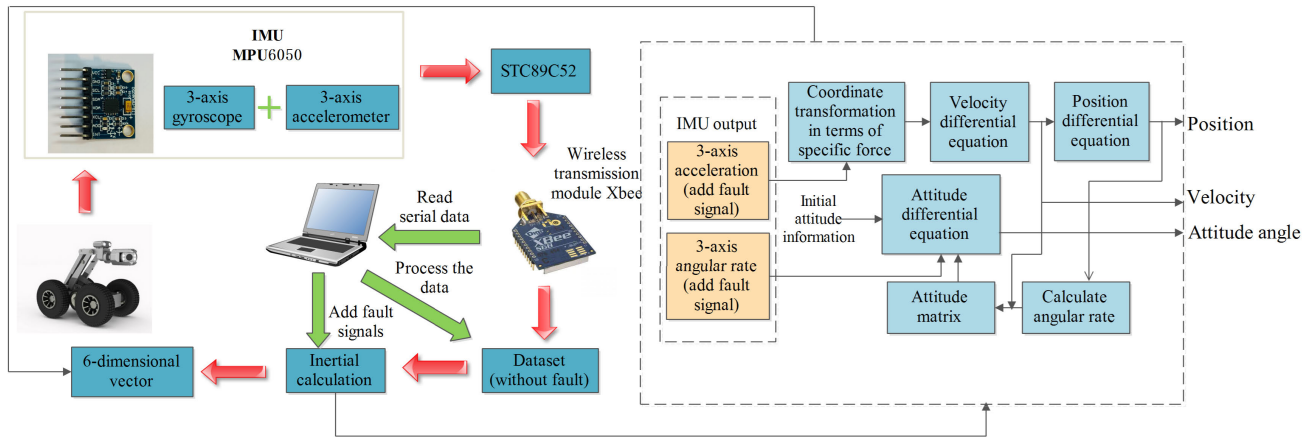 IMU
MPU6050
3-axis
gyroscope
3-axis
accelerometer
STC89C52
Wireless
transmission
module Xbee
XBee
Read
serial data
Process the
data
Add fault
signals
6-dimensional
vector
Inertial
calculation
Dataset
(without fault)
IMU output
3-axis
acceleration
(add fault
signal)
3-axis
angular rate
(add fault
signal)
Coordinate
transformation
in terms of
specific force
Velocity
differential
equation
Position
differential
equation
Initial
attitude
information
Attitude
differential
equation
Attitude
matrix
Calculate
angular rate
Position
Velocity
Attitude angle